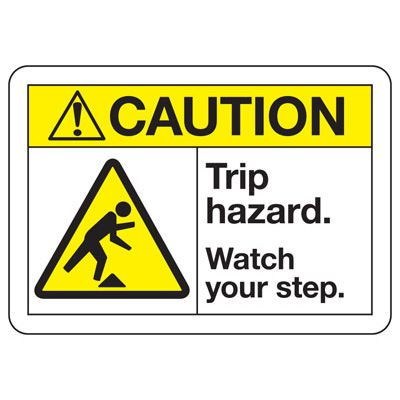 CAUTION
Trip
hazard.
Watch
your step.